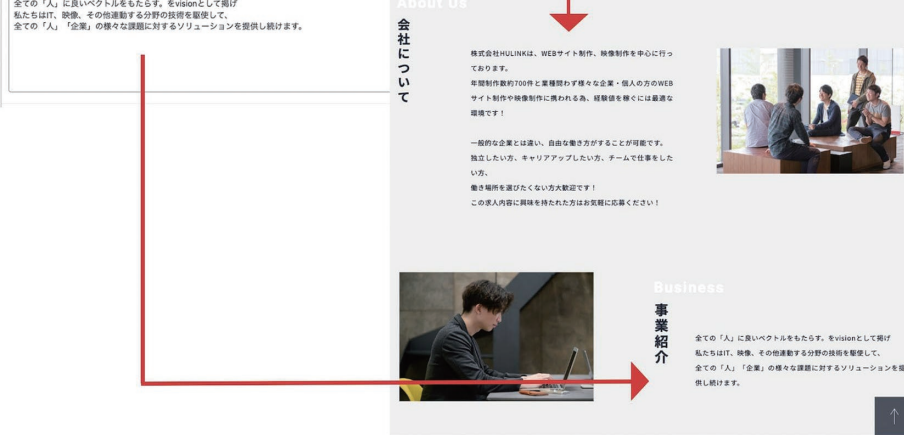 全ての「人」に良いベクトルをもたらす。をvisionとして掲げ
私たちはIT、映像、その他連動する分野の技術を駆使して、
全ての「人」「企業」の様々な課題に対するソリューションを提供し続けます。
About Us
会社について
株式会社HULINKは、WEBサイト制作、映像制作を中心に行っ
ております。
年間制作数約700件と業種問わず様々な企業・個人の方のWEB
サイト制作や映像制作に携われる為、経験値を稼ぐには最適な
環境です！
一般的な企業とは違い、自由な働き方がすることが可能です。
独立したい方、キャリアアップしたい方、チームで仕事をした
い方、
働き場所を選びたくない方大歓迎です！
この求人内容に興味を持たれた方はお気軽に応募ください！
Business
事業紹介
全ての「人」に良いベクトルをもたらす。をvisionとして掲げ
私たちはIT、映像、その他連動する分野の技術を駆使して、
全ての「人」「企業」の様々な課題に対するソリューションを提
供し続けます。